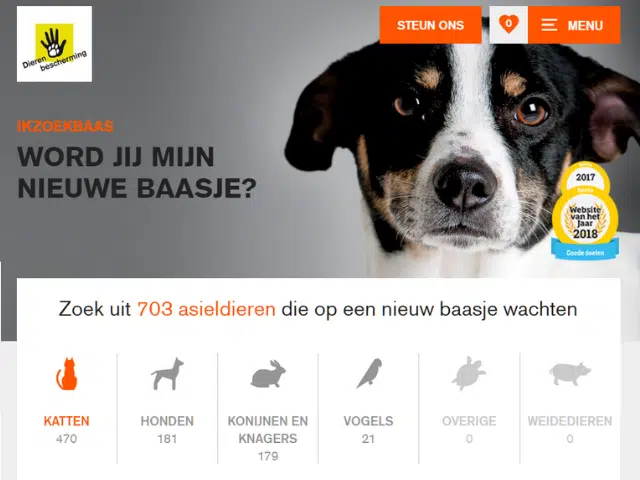 Dieren
bescherming
STEUN ONS
0
MENU
IKZOEKBAAS
WORD JIJ MIJN
NIEUWE BAASJE?
2017
Website
van het
Jaar
2018
Goede doelen
Zoek uit 703 asieldieren die op een nieuw baasje wachten
KATTEN
470
HONDEN
181
KONIJNEN EN
KNAGERS
179
VOGELS
21
OVERIGE
0
WEIDEDIEREN
0